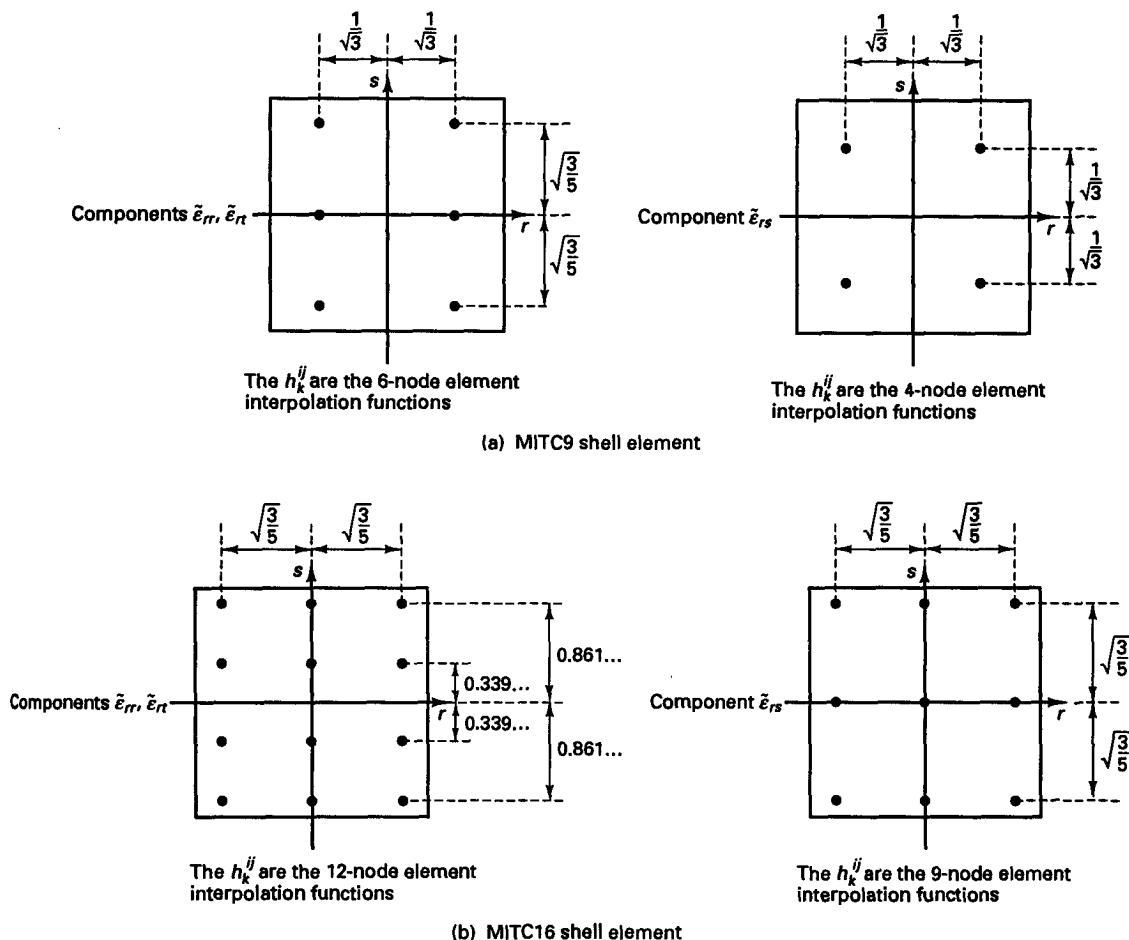 1/√3 1/√3
s
√3/5
Components ε̃rr, ε̃rt
r
√3/5
The h_k^ij are the 6-node element
interpolation functions
1/√3 1/√3
s
1/√3
Component ε̃rs
r
1/√3
The h_k^ij are the 4-node element
interpolation functions
(a) MITC9 shell element
√3/5 √3/5
s
0.861...
0.339...
Components ε̃rr, ε̃rt
r
0.339...
0.861...
The h_k^ij are the 12-node element
interpolation functions
√3/5 √3/5
s
√3/5
Component ε̃rs
r
√3/5
The h_k^ij are the 9-node element
interpolation functions
(b) MITC16 shell element